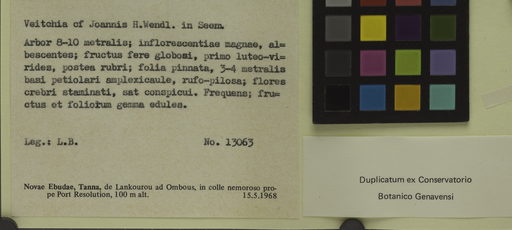 Veitchia cf Joannis H.Wendl. in Seem.
Arbor 8-10 metralis; inflorescentiae magnae, al=
bescentes; fructus fere globosi, primo luteo-vi=
rides, postea rubri; folia pinnata, 3-4 metralis
basi petiolari amplexicaule, rufo-pilosa; flores
crebri staminati, sat conspicui. Frequens; fru=
ctus et foliorum gemma edules.
Leg.: L.B. No. 13063
Novae Ebudae, Tanna, de Lankourou ad Ombous, in colle nemoroso pro-
pe Port Resolution, 100 m alt. 15.5.1968
Duplicatum ex Conservatorio
Botanico Genavensi